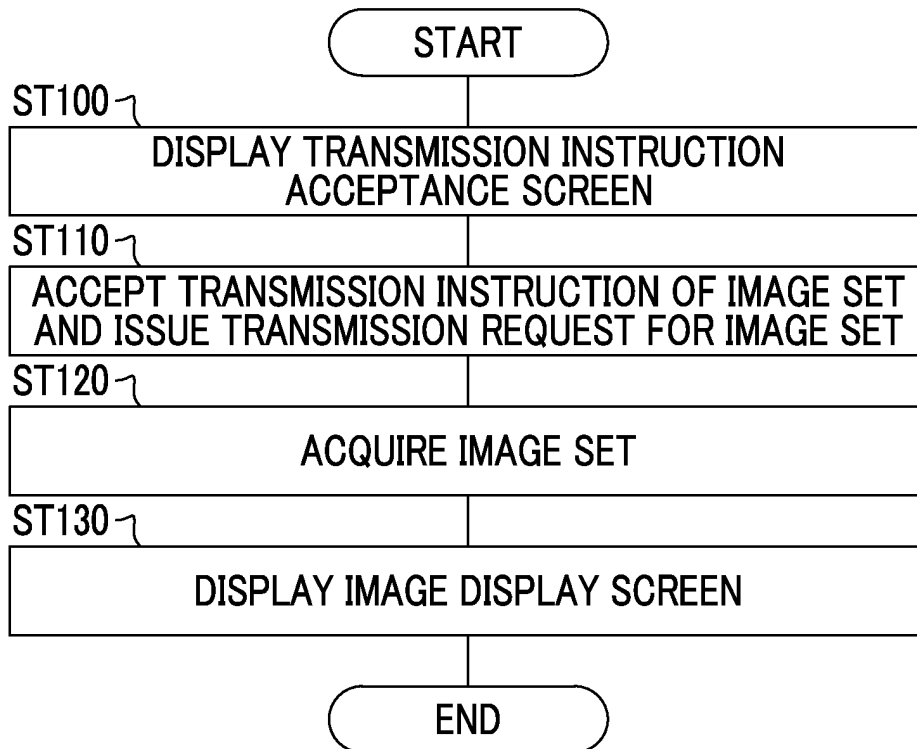 START
ST100
DISPLAY TRANSMISSION INSTRUCTION
ACCEPTANCE SCREEN
ST110
ACCEPT TRANSMISSION INSTRUCTION OF IMAGE SET
AND ISSUE TRANSMISSION REQUEST FOR IMAGE SET
ST120
ACQUIRE IMAGE SET
ST130
DISPLAY IMAGE DISPLAY SCREEN
END